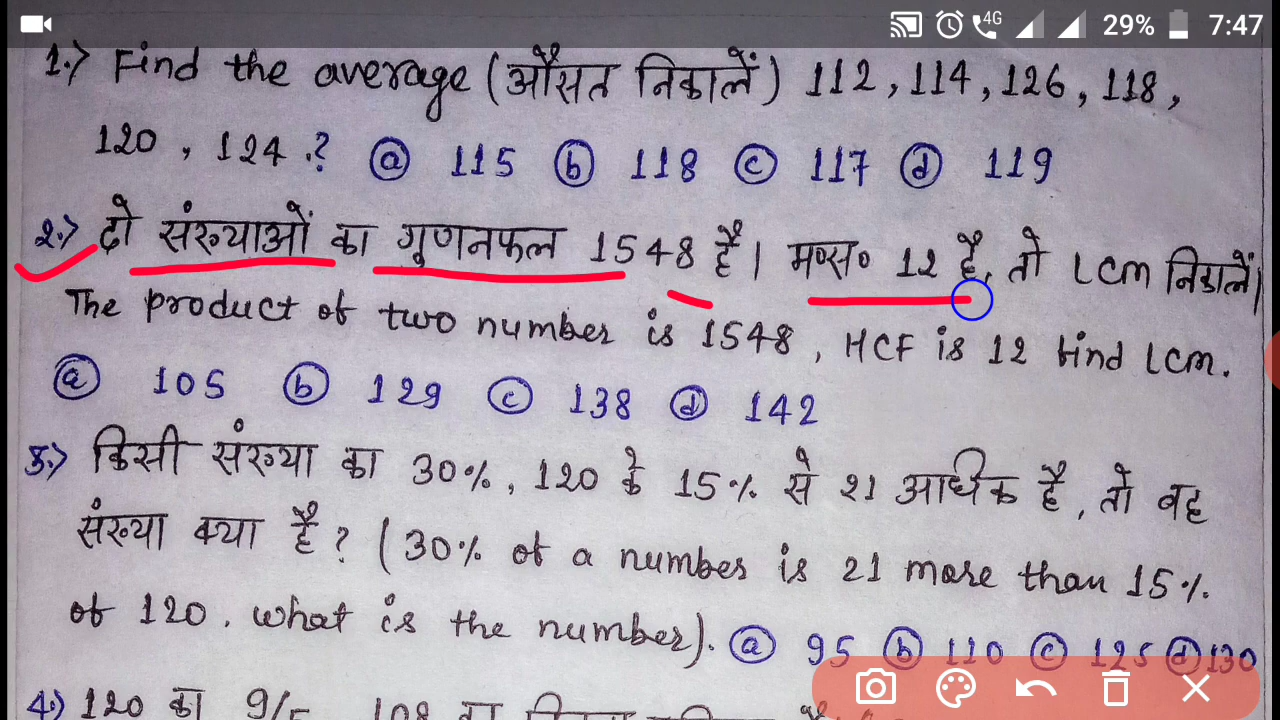 29% 7:47
4G
1.> Find the average (औसत निकालें) 112, 114, 126, 118,
120, 124.? ⓐ 115 ⓑ 118 ⓒ 117 ⓓ 119
2.> दो संख्याओं का गुणनफल 1548 है। म०स० 12 है, तो LCM निकालें।
The product of two number is 1548, HCF is 12 find LCM.
ⓐ 105 ⓑ 129 ⓒ 138 ⓓ 142
3.> किसी संख्या का 30%, 120 के 15% से 21 अधिक है, तो वह
संख्या क्या है? (30% of a number is 21 more than 15%
of 120. what is the number). ⓐ 95 ⓑ 110 ⓒ 125 ⓓ 130
4.) 120 का 9/5, 108 का